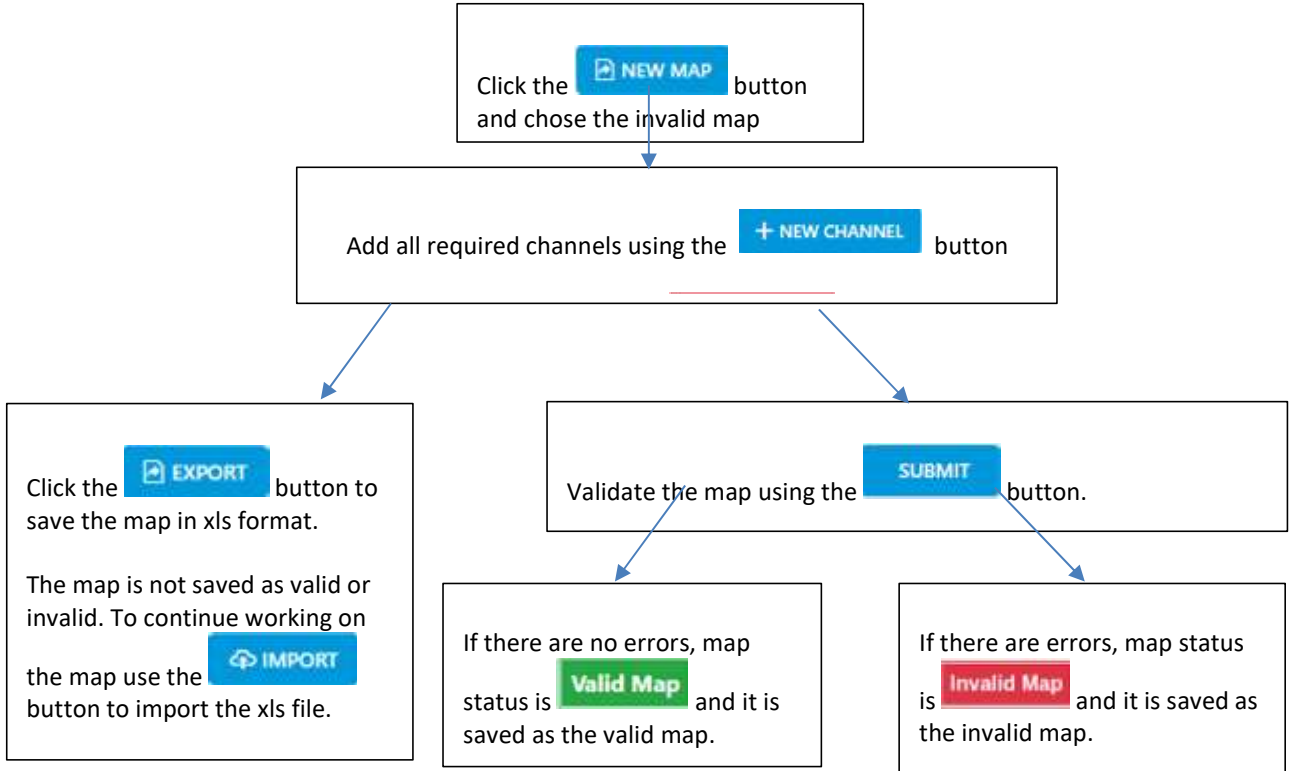 Click the NEW MAP button
and chose the invalid map
Add all required channels using the + NEW CHANNEL button
Click the EXPORT button to
save the map in xls format.
The map is not saved as valid or
invalid. To continue working on
the map use the IMPORT
button to import the xls file.
Validate the map using the SUBMIT button.
If there are no errors, map
status is Valid Map and it is
saved as the valid map.
If there are errors, map status
is Invalid Map and it is saved as
the invalid map.